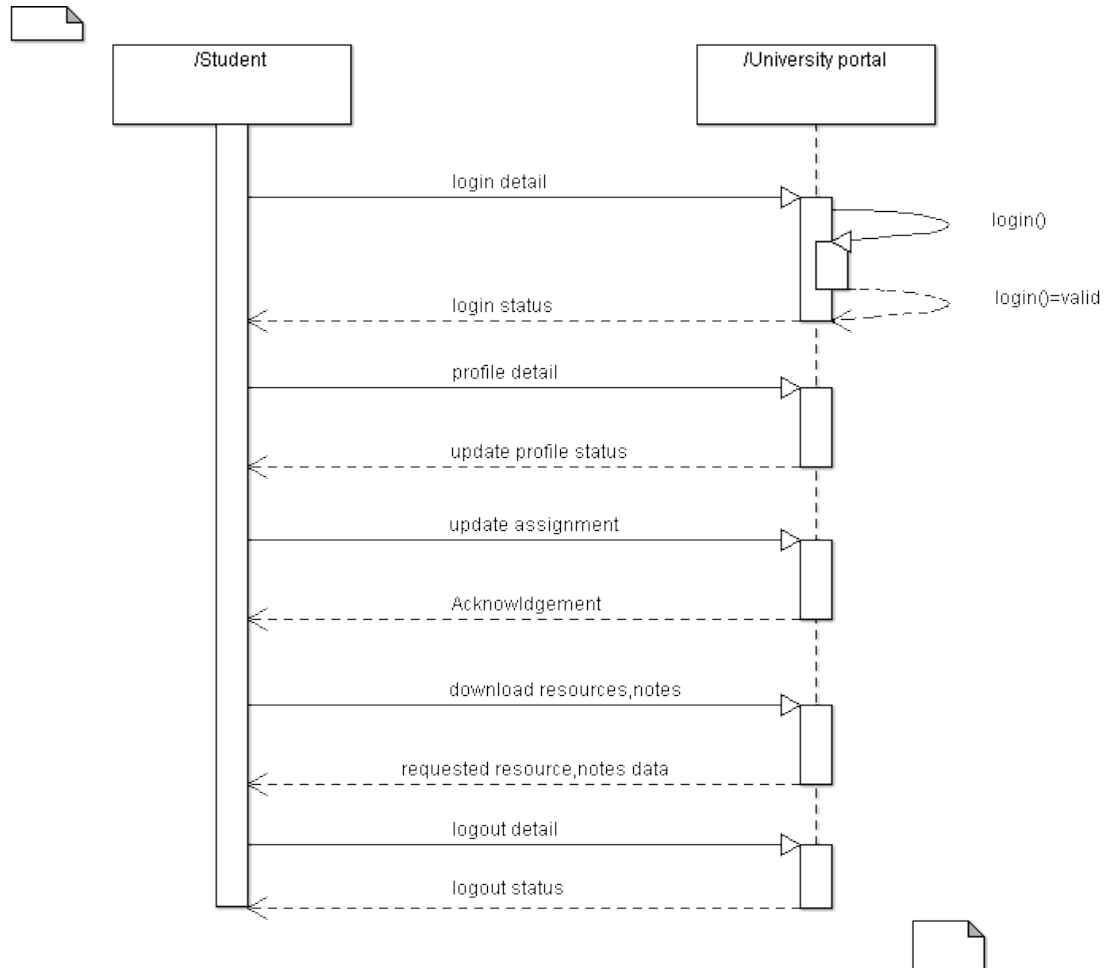 /Student
/University portal
login detail
login()
login()=valid
login status
profile detail
update profile status
update assignment
Acknowldgement
download resources,notes
requested resource,notes data
logout detail
logout status